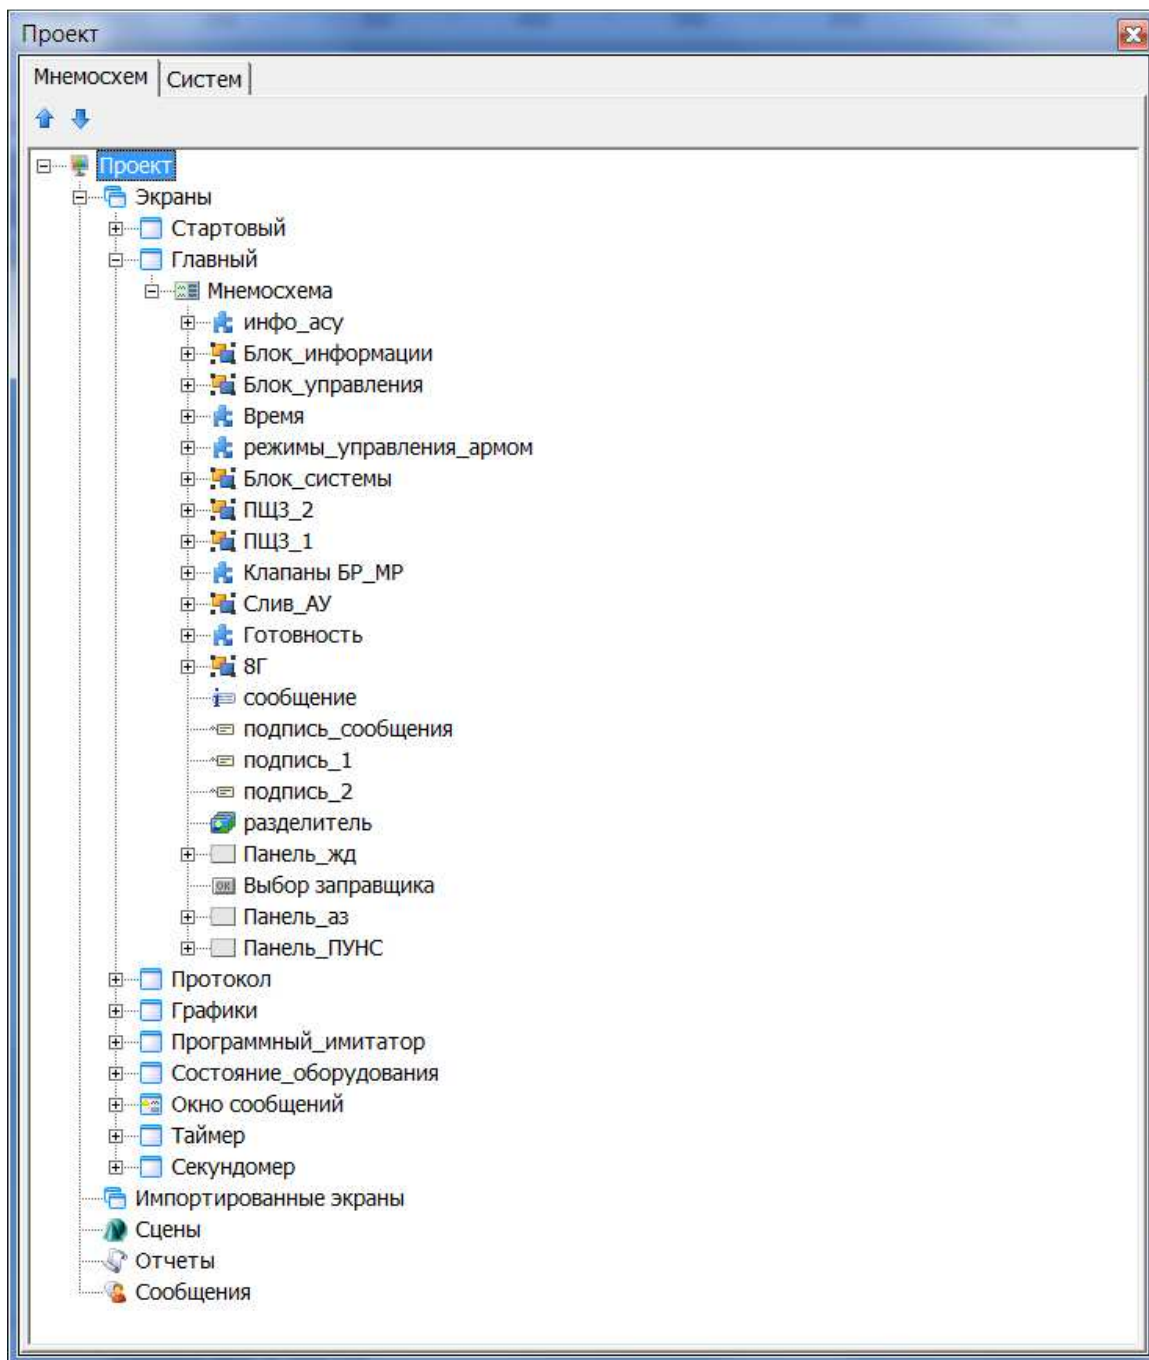 Проект
Мнемосхем Систем
Проект
Экраны
Стартовый
Главный
Мнемосхема
инфо_асу
Блок_информации
Блок_управления
Время
режимы_управления_армом
Блок_системы
ПЩЗ_2
ПЩЗ_1
Клапаны БР_МР
Слив_АУ
Готовность
8Г
сообщение
подпись_сообщения
подпись_1
подпись_2
разделитель
Панель_жд
Выбор заправщика
Панель_аз
Панель_ПУНС
Протокол
Графики
Программный_имитатор
Состояние_оборудования
Окно сообщений
Таймер
Секундомер
Импортированные экраны
Сцены
Отчеты
Сообщения